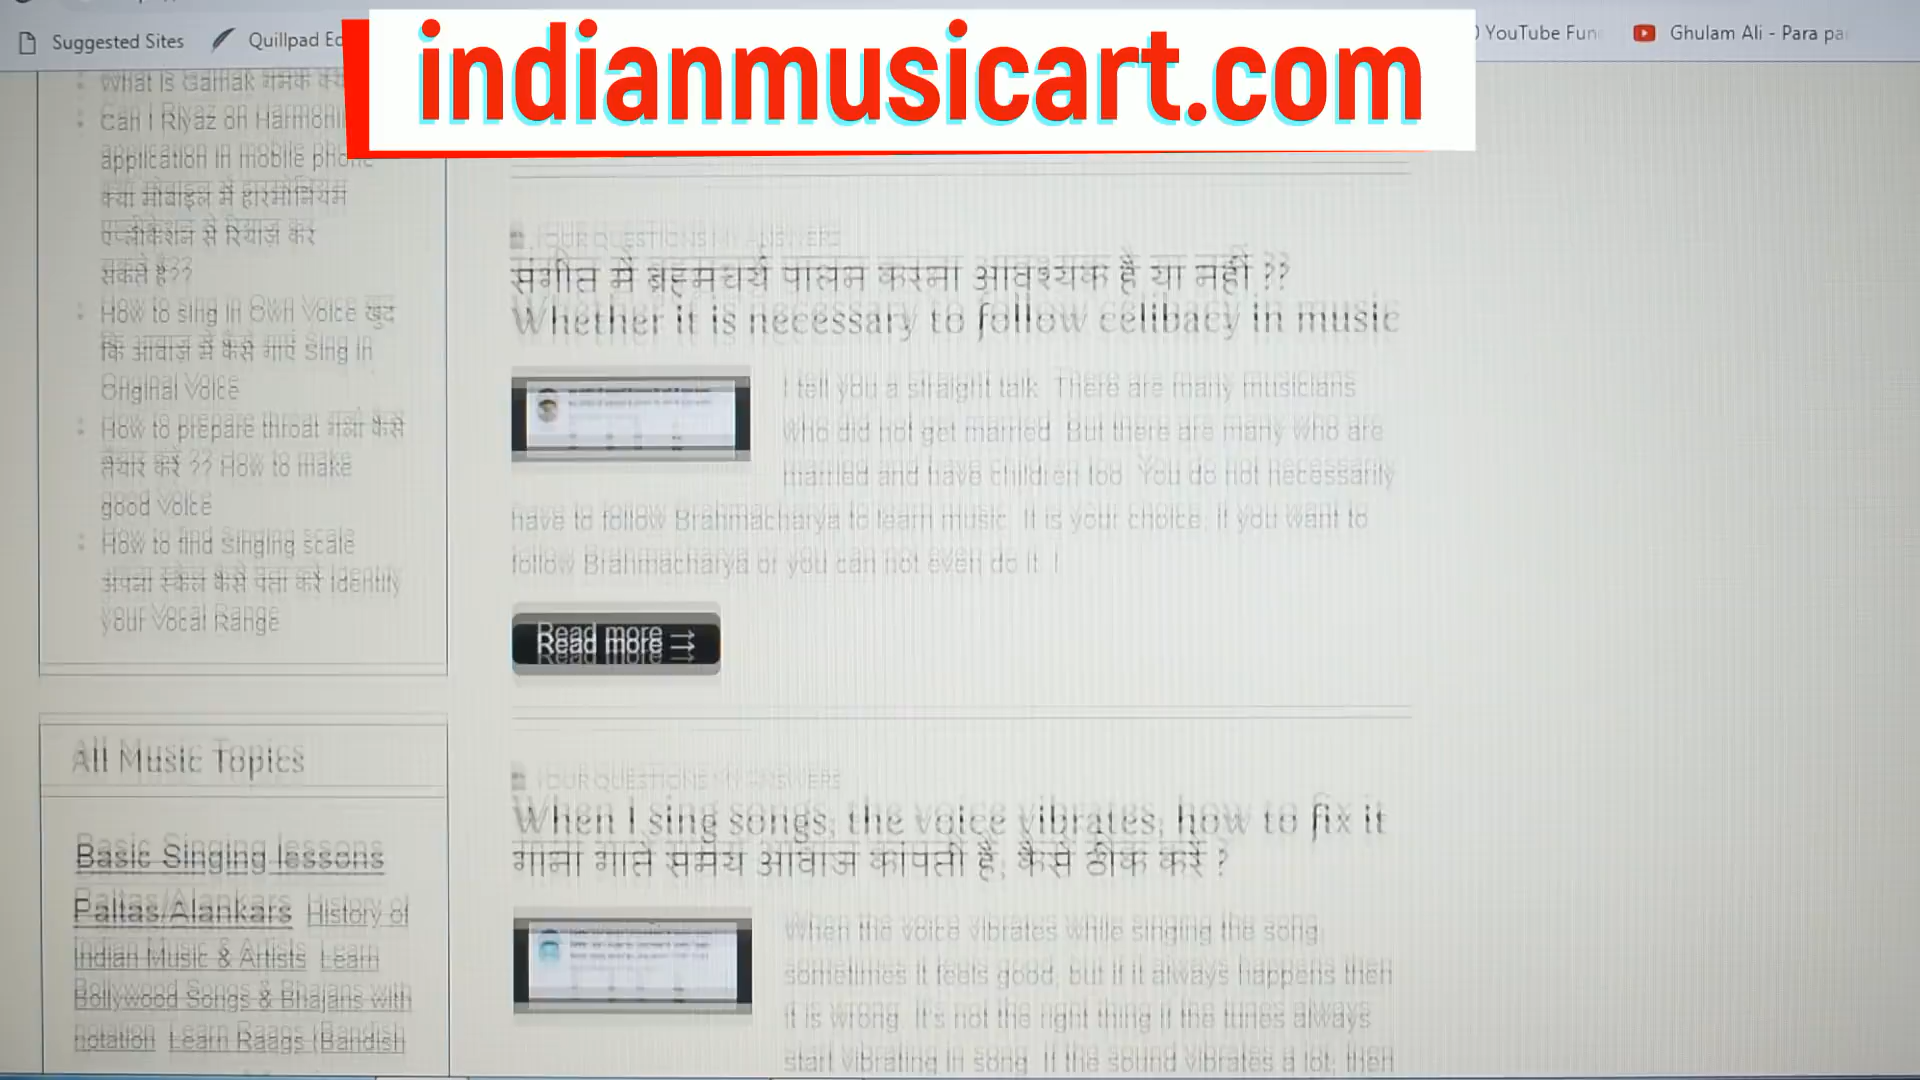 Suggested Sites
Quillpad Ed
indianmusicart.com
YouTube Fun
Ghulam Ali - Para pa
What is Gamak गमक क्य
Can I Riyaz on Harmoni
application in mobile phone
क्या मोबाइल में हारमोनियम
एप्लीकेशन से रियाज़ कर
सकते है??
How to sing in Own Voice खुद
कि आवाज़ में कैसे गाएं Sing in
Original Voice
How to prepare throat गला कैसे
तैयार करें ?? How to make
good Voice
How to find Singing scale
अपना स्केल कैसे पता करें Identify
your Vocal Range
All Music Topics
Basic Singing lessons
Paltas/Alankars History of
Indian Music & Artists Learn
Bollywood Songs & Bhajans with
notation Learn Raags (Bandish
YOUR QUESTIONS MY ANSWERS
संगीत में ब्रह्मचर्य पालन करना आवश्यक है या नहीं ??
Whether it is necessary to follow celibacy in music
I tell you a straight talk. There are many musicians
who did not get married. But there are many who are
married and have children too. You do not necessarily
have to follow Brahmacharya to learn music. It is your choice, if you want to
follow Brahmacharya or you can not even do it. I
Read more →
YOUR QUESTIONS MY ANSWERS
When I sing songs, the voice vibrates, how to fix it
गाना गाते समय आवाज कांपती है, कैसे ठीक करें ?
When the voice vibrates while singing the song,
sometimes it feels good, but if it always happens then
it is wrong. It's not the right thing if the tunes always
start vibrating in song. If the sound vibrates a lot, then